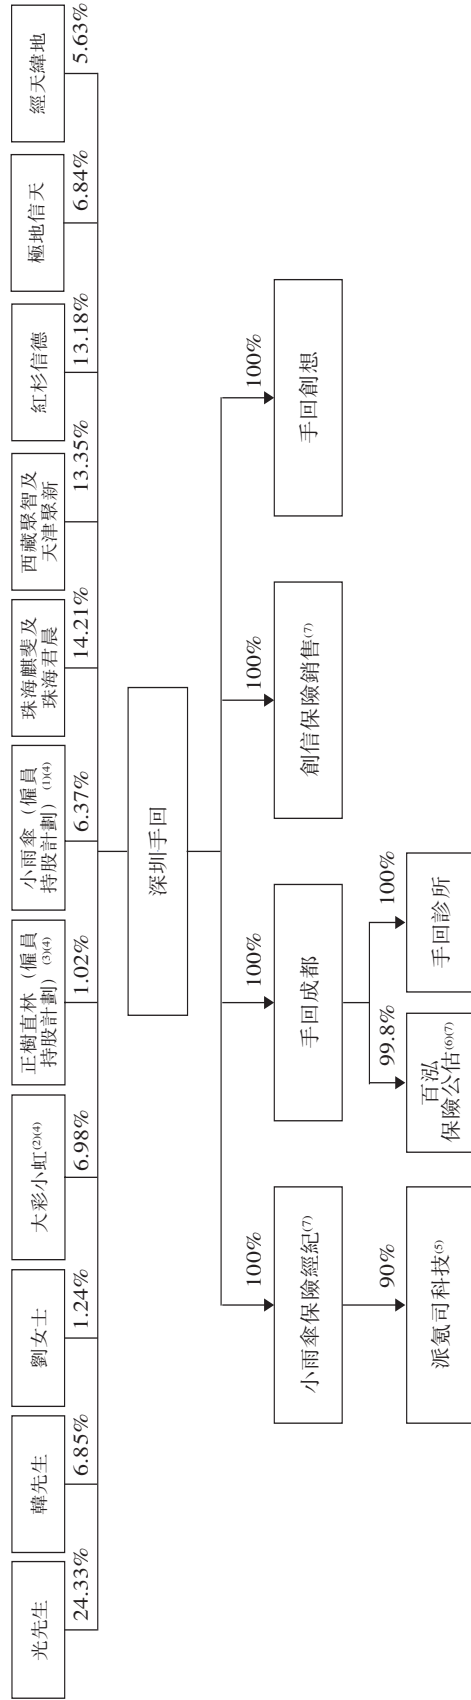 光先生
24.33%
韓先生
6.85%
劉女士
1.24%
大彩小虹(2)(4)
6.98%
正樹直林（僱員
持股計劃）(3)(4)
1.02%
小雨傘（僱員
持股計劃）(1)(4)
6.37%
珠海麒斐及
珠海君晨
14.21%
西藏聚智及
天津聚新
13.35%
紅杉信德
13.18%
極地信天
6.84%
經天緯地
5.63%
深圳手回
100%
小雨傘保險經紀(7)
100%
手回成都
100%
創信保險銷售(7)
100%
手回創想
90%
派氪司科技(5)
99.8%
百泓
保險公估(6)(7)
100%
手回診所